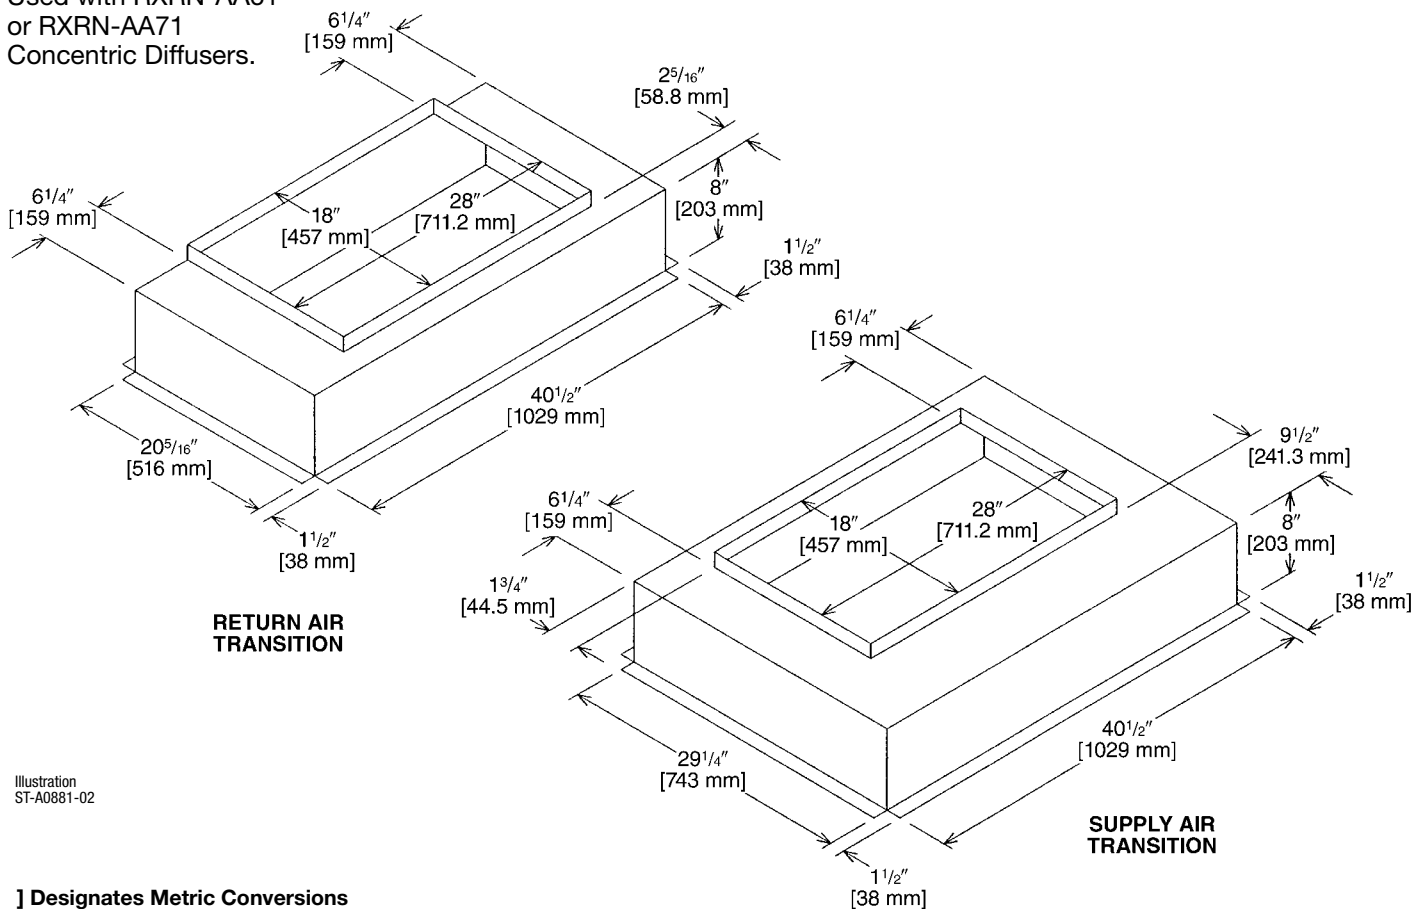 or RXRN-AA71
Concentric Diffusers.
6 1/4″
[159 mm]
2 5/16″
[58.8 mm]
6 1/4″
[159 mm]
18″
[457 mm]
28″
[711.2 mm]
8″
[203 mm]
1 1/2″
[38 mm]
40 1/2″
[1029 mm]
20 5/16″
[516 mm]
1 1/2″
[38 mm]
RETURN AIR
TRANSITION
6 1/4″
[159 mm]
9 1/2″
[241.3 mm]
6 1/4″
[159 mm]
18″
[457 mm]
28″
[711.2 mm]
8″
[203 mm]
1 3/4″
[44.5 mm]
1 1/2″
[38 mm]
40 1/2″
[1029 mm]
29 1/4″
[743 mm]
1 1/2″
[38 mm]
SUPPLY AIR
TRANSITION
Illustration
ST-A0881-02
] Designates Metric Conversions